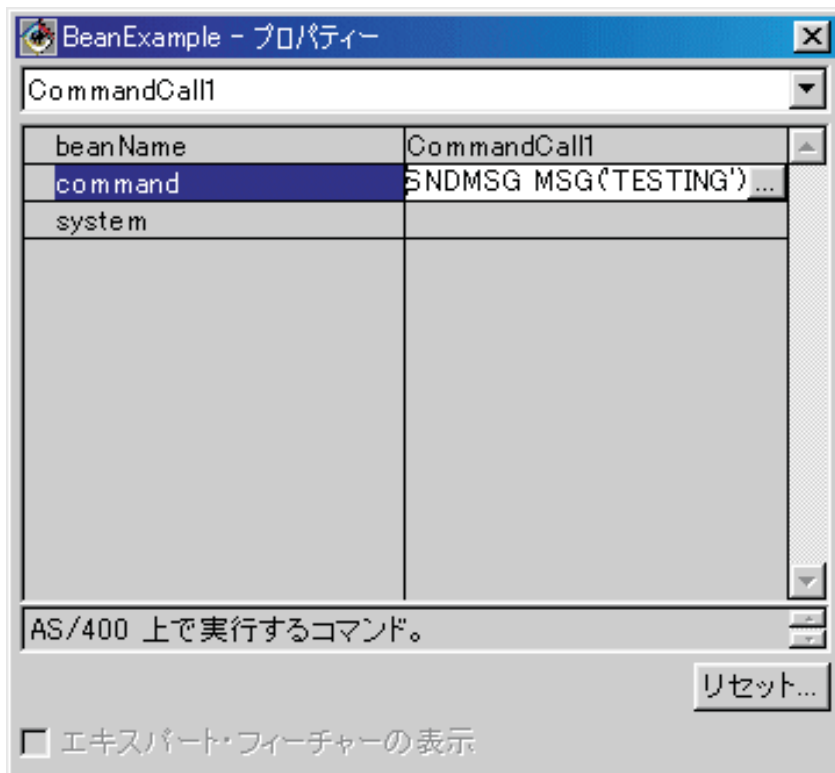 BeanExample - プロパティー
CommandCall1
beanName CommandCall1
command SNDMSG MSG('TESTING') ...
system
AS/400 上で実行するコマンド。
リセット...
エキスパート・フィーチャーの表示